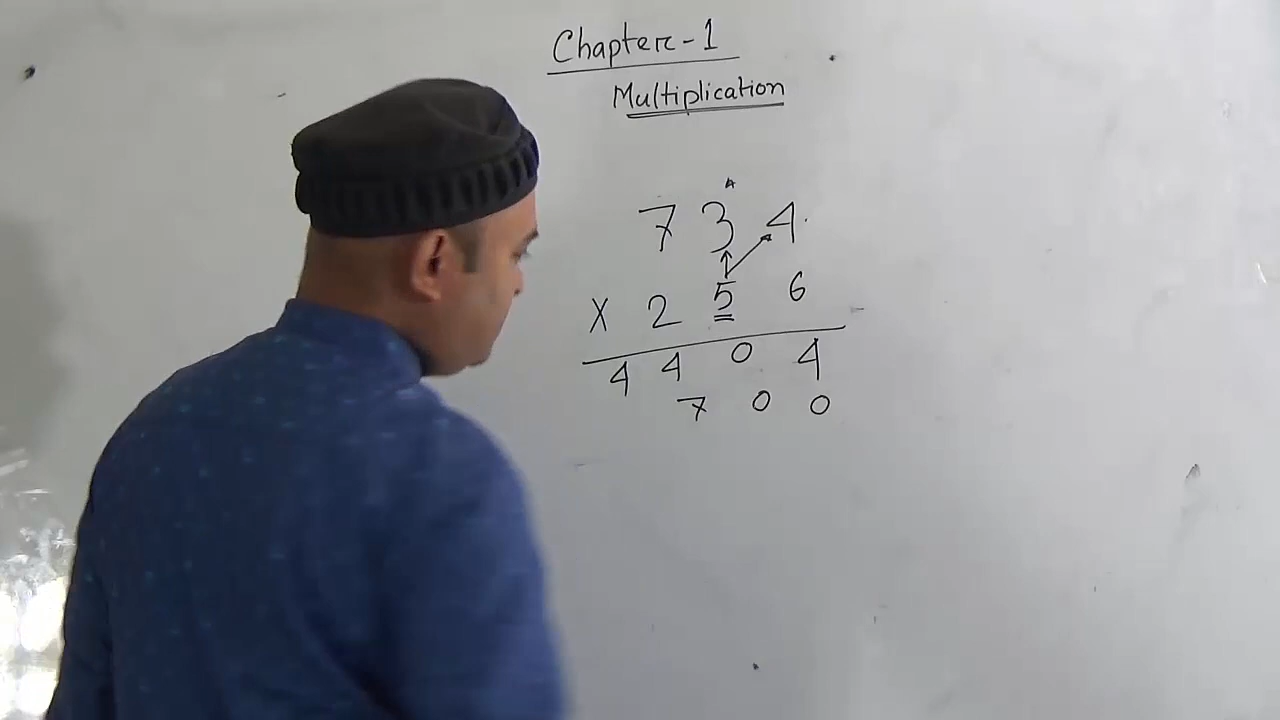 Chapter-1
Multiplication
7 3 4
X 2 5 6
4 4 0 4
7 0 0